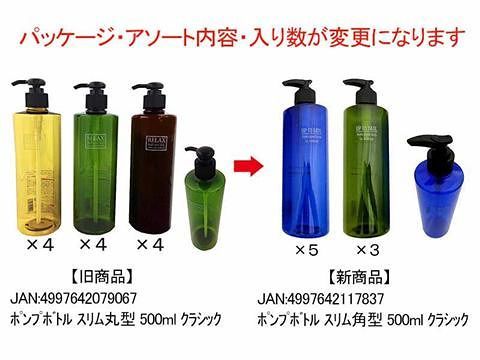 パッケージ・アソート内容・入り数が変更になります
RELAX
RELAX
×4
×4
×4
×5
×3
【旧商品】
JAN:4997642079067
ﾎﾟﾝﾌﾟﾎﾞﾄﾙ スリム丸型 500ml ｸﾗｼｯｸ
【新商品】
JAN:4997642117837
ﾎﾟﾝﾌﾟﾎﾞﾄﾙ スリム角型 500ml ｸﾗｼｯｸ